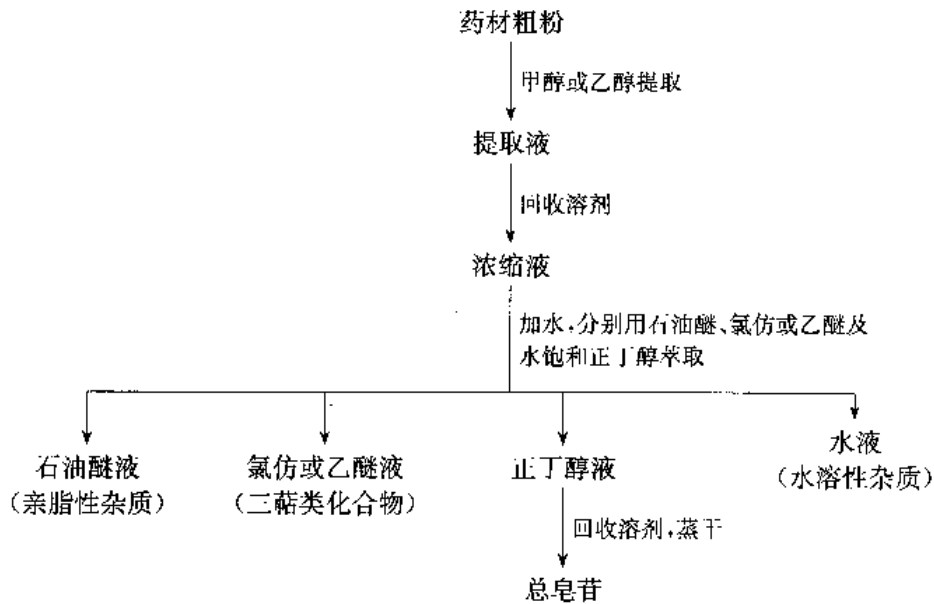 药材粗粉
甲醇或乙醇提取
提取液
回收溶剂
浓缩液
加水,分别用石油醚、氯仿或乙醚及
水饱和正丁醇萃取
石油醚液
(亲脂性杂质)
氯仿或乙醚液
(三萜类化合物)
正丁醇液
水液
(水溶性杂质)
回收溶剂,蒸干
总皂苷